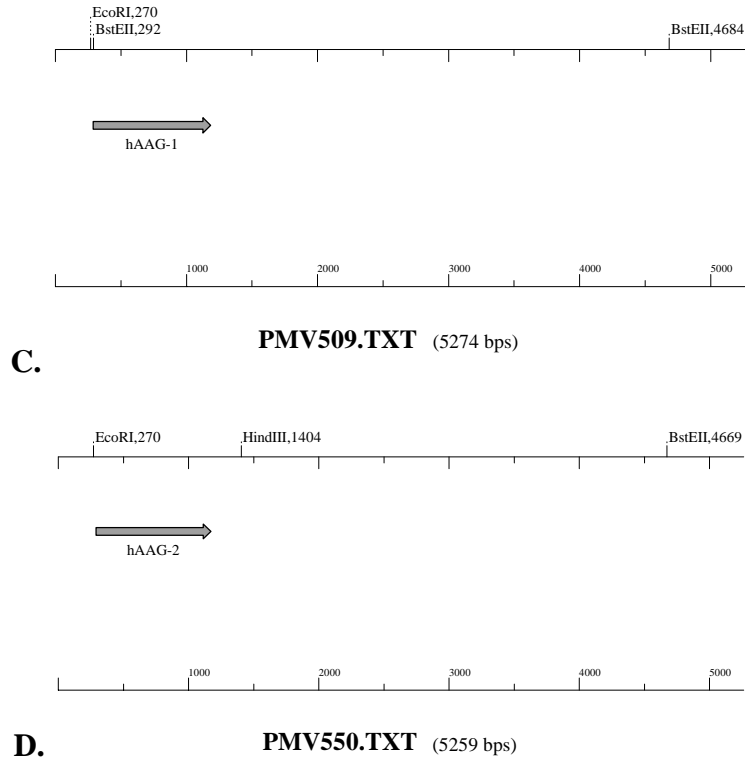 EcoRI,270
BstEII,292 BstEII,4684
hAAG-1
1000 2000 3000 4000 5000
PMV509.TXT (5274 bps)
C.
EcoRI,270 HindIII,1404 BstEII,4669
hAAG-2
1000 2000 3000 4000 5000
D. PMV550.TXT (5259 bps)